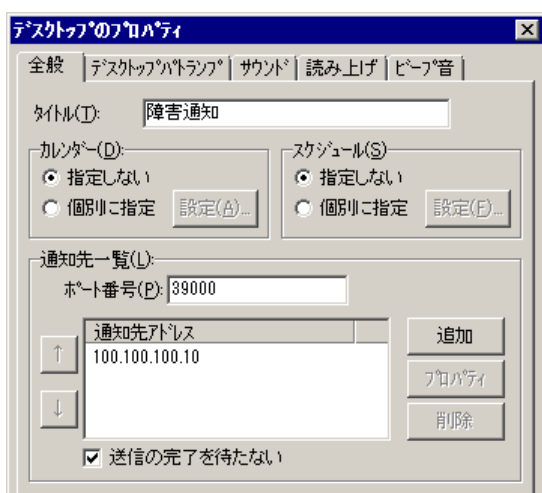 ﾃﾞｽｸﾄｯﾌﾟのﾌﾟﾛﾊﾟﾃｨ
全般 ﾃﾞｽｸﾄｯﾌﾟﾊﾟﾄﾗﾝﾌﾟ ｻｳﾝﾄﾞ 読み上げ ﾋﾞｰﾌﾟ音
ﾀｲﾄﾙ(T): 障害通知
ｶﾚﾝﾀﾞｰ(D): ｽｹｼﾞｭｰﾙ(S)
指定しない 指定しない
個別に指定 設定(A)... 個別に指定 設定(F)...
通知先一覧(L):
ﾎﾟｰﾄ番号(P): 39000
通知先ｱﾄﾞﾚｽ 追加
↑ 100.100.100.10
ﾌﾟﾛﾊﾟﾃｨ
↓ 削除
送信の完了を待たない